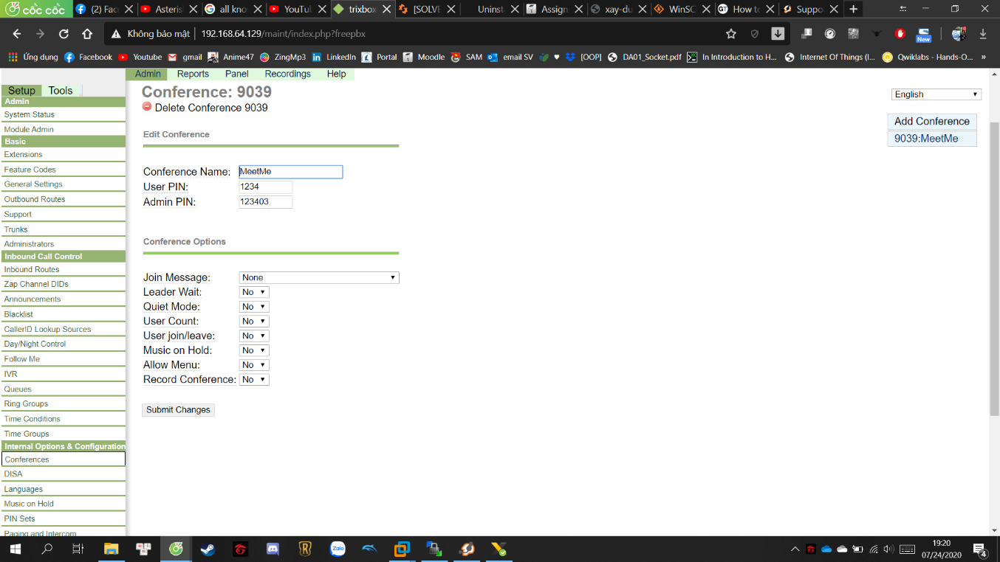 cốc cốc
(2) Fac
Asteris
all kno
YouTu
trixbox
[SOLVE
Uninsta
Assign
xay-du
WinSC
How to
Suppo
Không bảo mật
192.168.64.129/maint/index.php?freepbx
New
Ứng dụng
Facebook
Youtube
gmail
Anime47
ZingMp3
LinkedIn
Portal
Moodle
SAM
email SV
[OOP]
DA01_Socket.pdf
In Introduction to H...
Internet Of Things (I...
Qwiklabs - Hands-O...
»
Admin
Reports
Panel
Recordings
Help
Setup
Tools
Admin
System Status
Module Admin
Basic
Extensions
Feature Codes
General Settings
Outbound Routes
Support
Trunks
Administrators
Inbound Call Control
Inbound Routes
Zap Channel DIDs
Announcements
Blacklist
CallerID Lookup Sources
Day/Night Control
Follow Me
IVR
Queues
Ring Groups
Time Conditions
Time Groups
Internal Options & Configuration
Conferences
DISA
Languages
Music on Hold
PIN Sets
Paging and Intercom
Conference: 9039
Delete Conference 9039
Edit Conference
Conference Name: MeetMe
User PIN: 1234
Admin PIN: 123403
Conference Options
Join Message: None
Leader Wait: No
Quiet Mode: No
User Count: No
User join/leave: No
Music on Hold: No
Allow Menu: No
Record Conference: No
Submit Changes
English
Add Conference
9039:MeetMe
Zalo
19:20
07/24/2020
4